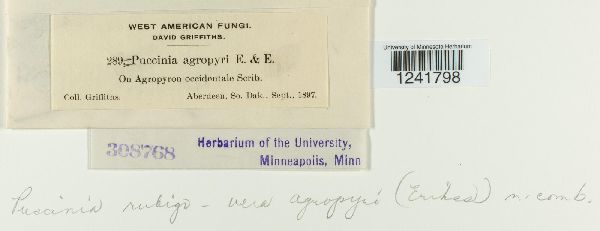 WEST AMERICAN FUNGI.
DAVID GRIFFITHS.
289.—Puccinia agropyri E. & E.
On Agropyron occidentale Scrib.
Coll. Griffiths. Aberdeen, So. Dak., Sept., 1897.
University of Minnesota Herbarium
1241798
308768
Herbarium of the University,
Minneapolis, Minn
Puccinia rubigo-vera agropyri (Erikss) n. comb.